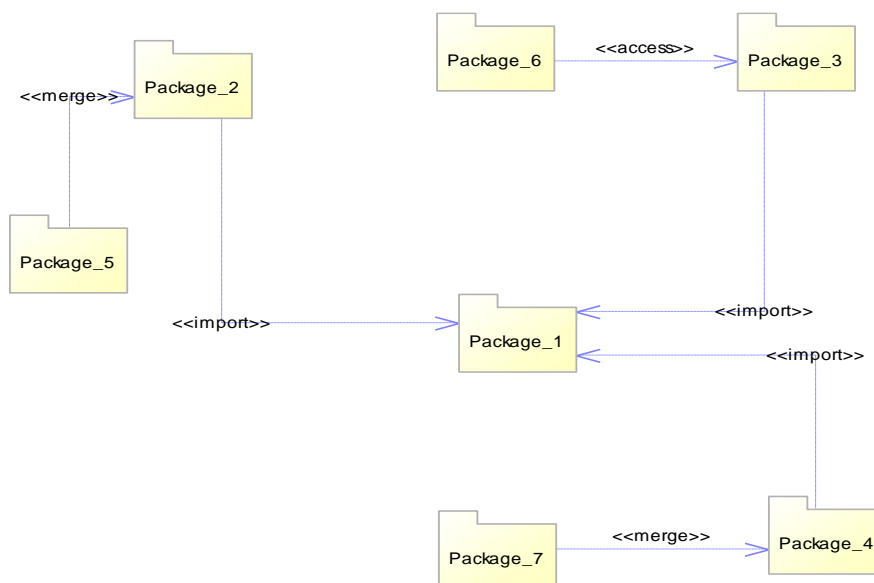 <<access>>
Package_6
Package_3
Package_2
<<merge>>
Package_5
<<import>>
<<import>>
Package_1
<<import>>
<<merge>>
Package_4
Package_7